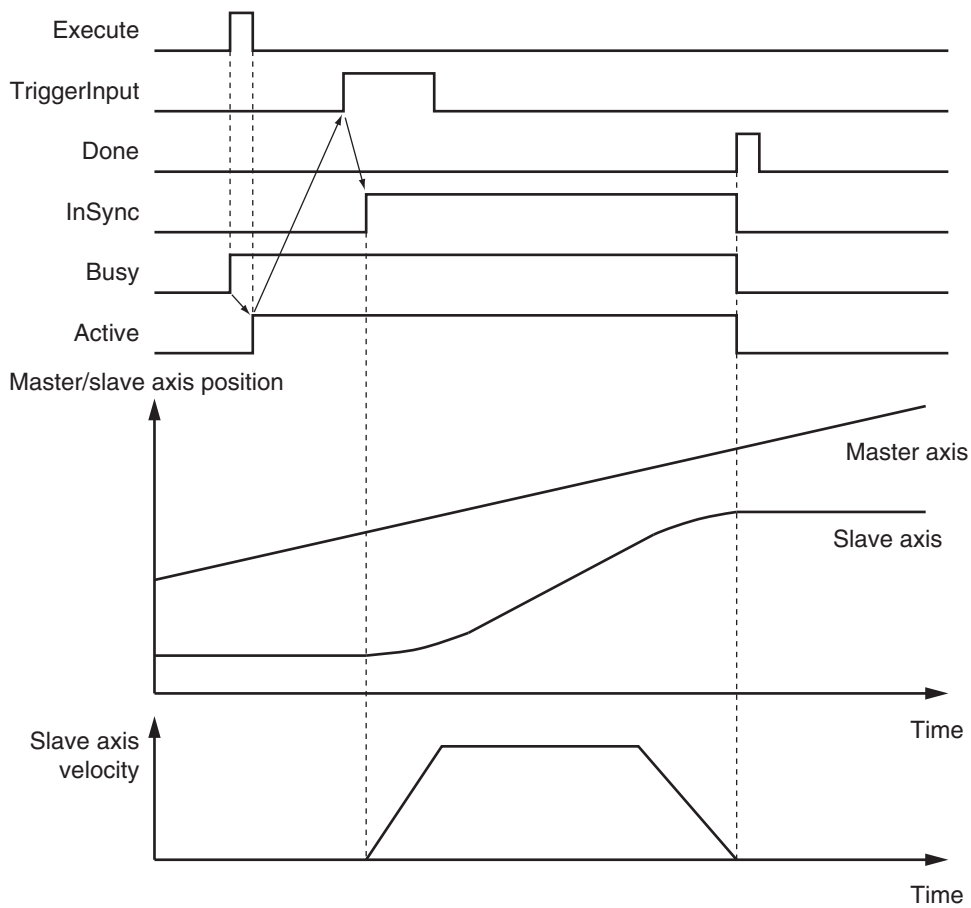 Execute
TriggerInput
Done
InSync
Busy
Active
Master/slave axis position
Master axis
Slave axis
Time
Slave axis
velocity
Time